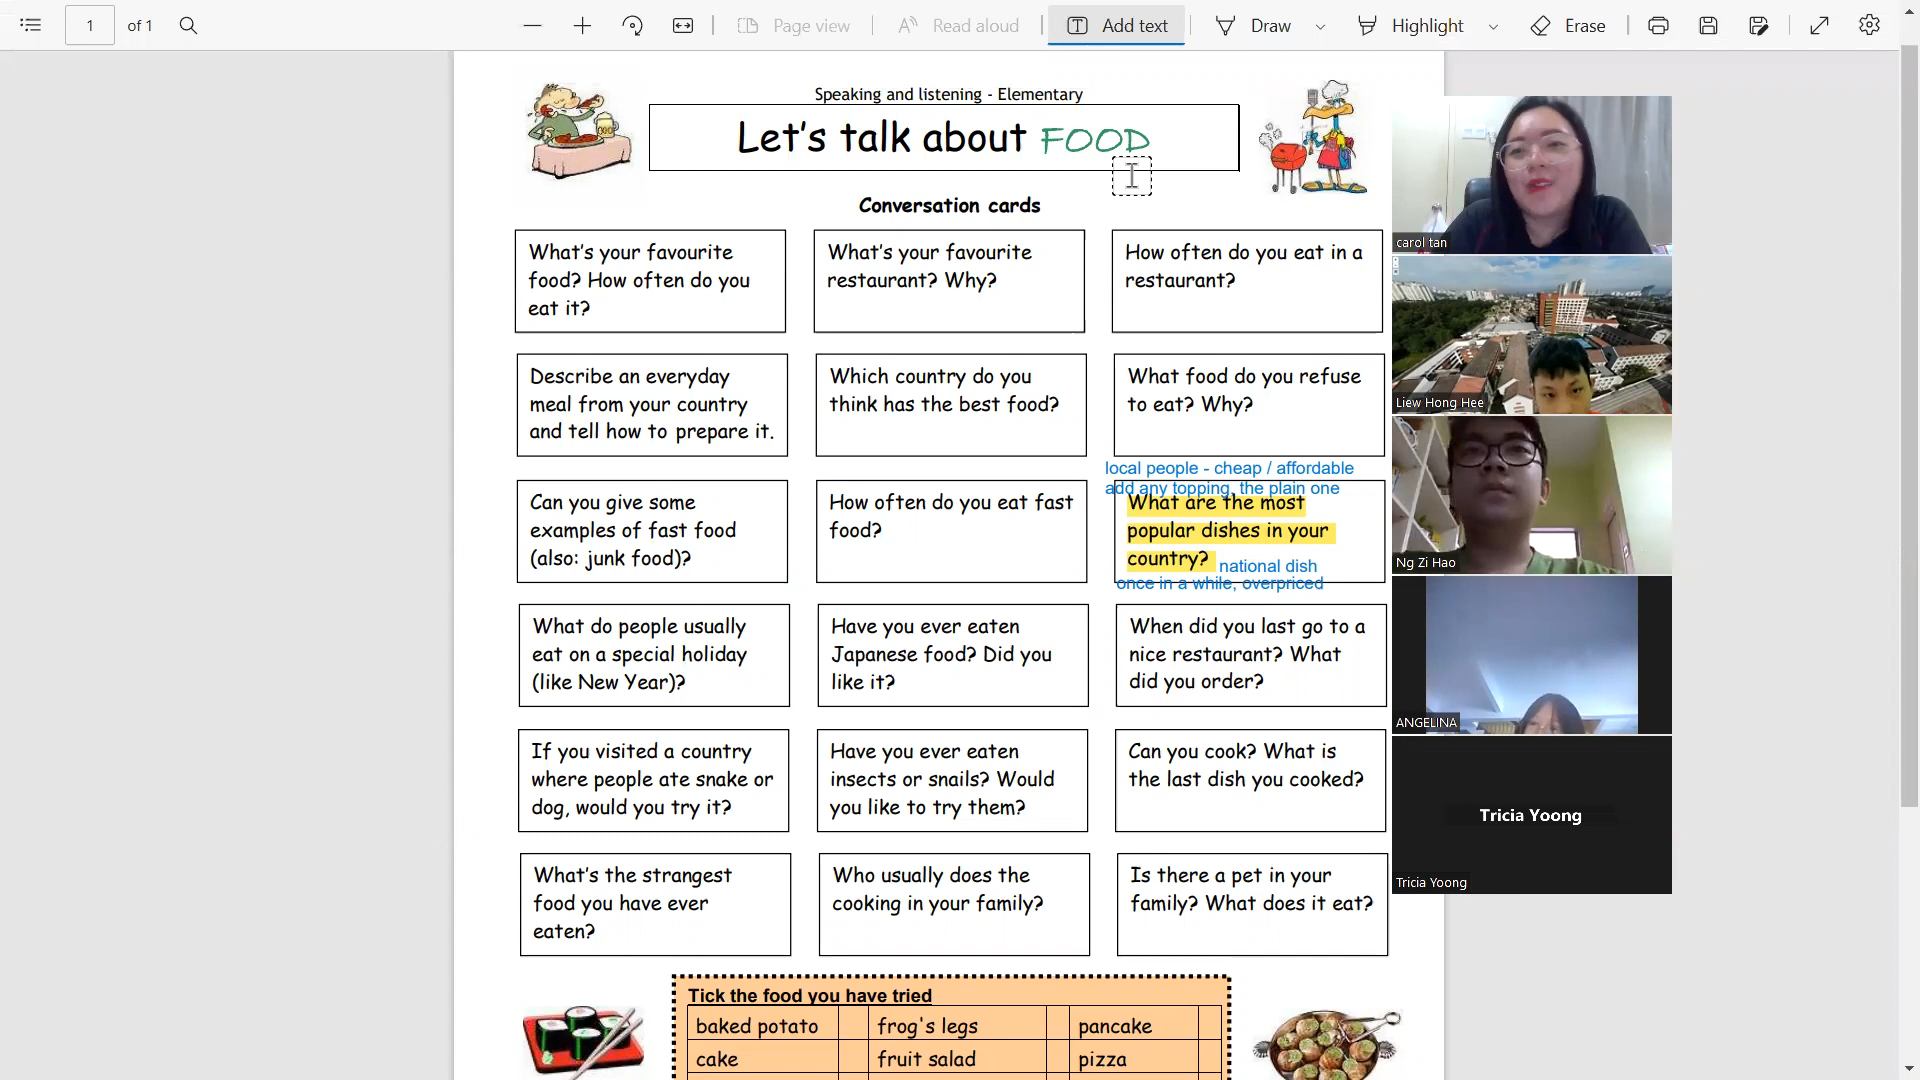 1 of 1 Page view Read aloud Add text Draw Highlight Erase
Speaking and listening - Elementary
Let's talk about FOOD
Conversation cards
What's your favourite
food? How often do you
eat it?
What's your favourite
restaurant? Why?
How often do you eat in a
restaurant?
Describe an everyday
meal from your country
and tell how to prepare it.
Which country do you
think has the best food?
What food do you refuse
to eat? Why?
local people - cheap / affordable
add any topping, the plain one
Can you give some
examples of fast food
(also: junk food)?
How often do you eat fast
food?
What are the most
popular dishes in your
country?
national dish
once in a while, overpriced
What do people usually
eat on a special holiday
(like New Year)?
Have you ever eaten
Japanese food? Did you
like it?
When did you last go to a
nice restaurant? What
did you order?
If you visited a country
where people ate snake or
dog, would you try it?
Have you ever eaten
insects or snails? Would
you like to try them?
Can you cook? What is
the last dish you cooked?
What's the strangest
food you have ever
eaten?
Who usually does the
cooking in your family?
Is there a pet in your
family? What does it eat?
Tick the food you have tried
baked potato frog's legs pancake
cake fruit salad pizza
carol tan
Liew Hong Hee
Ng Zi Hao
ANGELINA
Tricia Yoong
Tricia Yoong